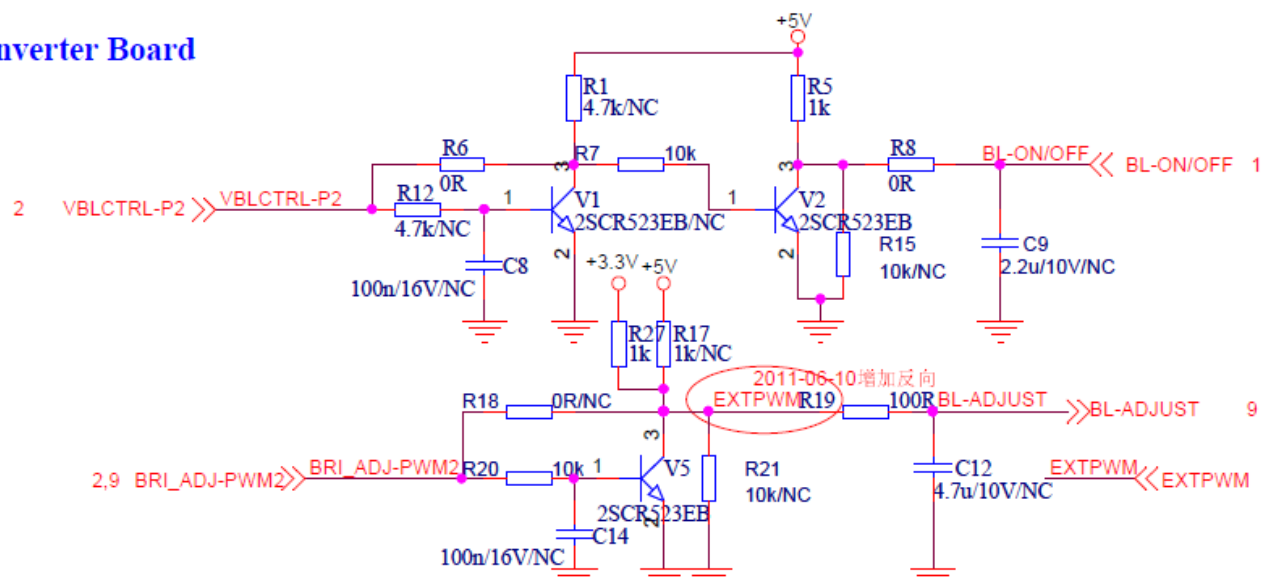 nverter Board
+5V
R1
4.7k/NC
R5
1k
R6
0R
3
R7
10k
3
R8
0R
BL-ON/OFF
BL-ON/OFF 1
2 VBLCTRL-P2
VBLCTRL-P2
R12
4.7k/NC
1
V1
2SCR523EB/NC
1
V2
2SCR523EB
2
2
C8
100n/16V/NC
R15
10k/NC
C9
2.2u/10V/NC
+3.3V
+5V
R27
1k
R17
1k/NC
2011-06-10增加反向
R18
0R/NC
EXTPWM
R19
100R
BL-ADJUST
BL-ADJUST 9
3
2,9 BRI_ADJ-PWM2
BRI_ADJ-PWM2
R20
10k
1
V5
2SCR523EB
2
R21
10k/NC
C12
4.7u/10V/NC
EXTPWM
EXTPWM
C14
100n/16V/NC